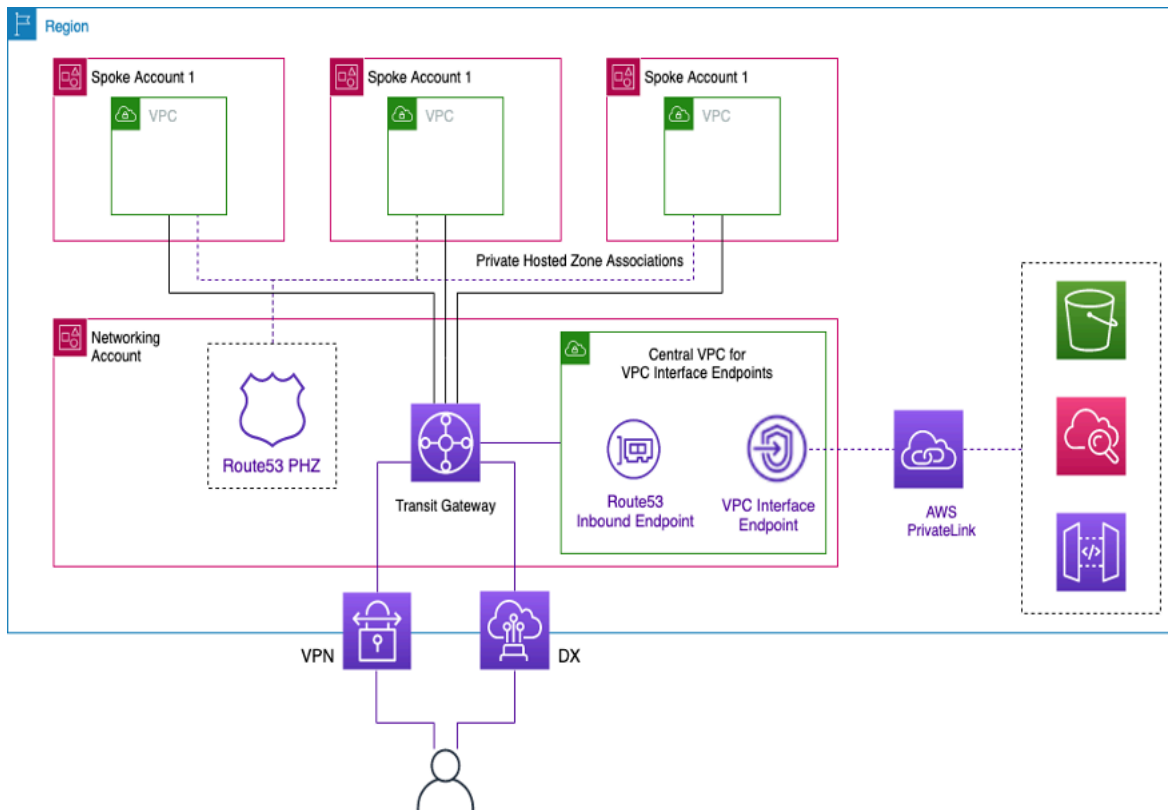 Region
Spoke Account 1
Spoke Account 1
Spoke Account 1
VPC
VPC
VPC
Private Hosted Zone Associations
Networking
Account
Central VPC for
VPC Interface Endpoints
Route53 PHZ
Transit Gateway
Route53
Inbound Endpoint
VPC Interface
Endpoint
AWS
PrivateLink
VPN
DX